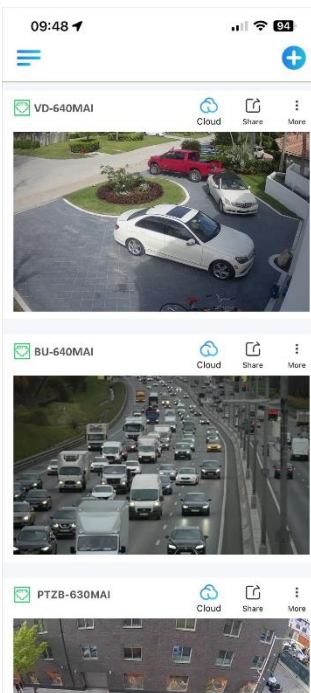 09:48 94
VD-640MAI Cloud Share More
BU-640MAI Cloud Share More
PTZB-630MAI Cloud Share More